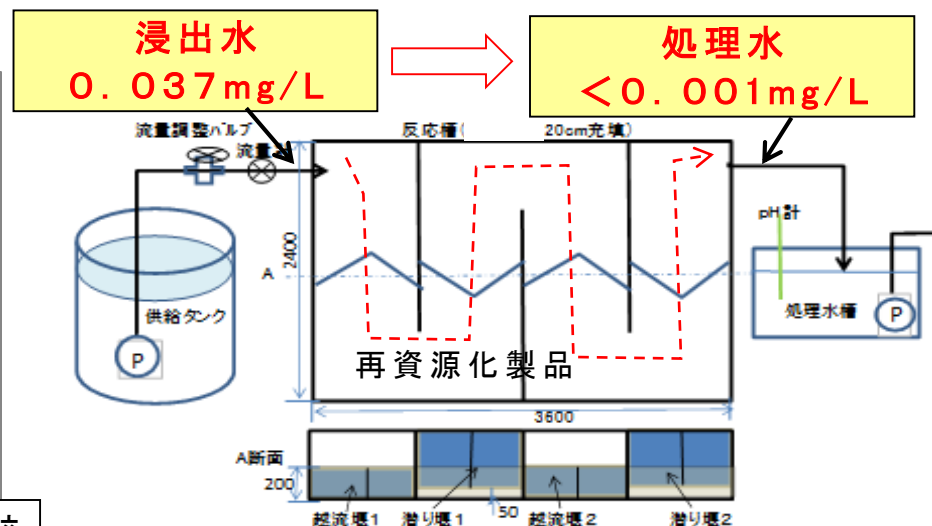 浸出水
0.037mg/L
処理水
<0.001mg/L
流量調整バルブ
流量
反応槽(
20cm充填)
pH計
2400
A
供給タンク
P
処理水槽
P
再資源化製品
3600
A断面
200
50
越流堰1
潜り堰1
越流堰2
潜り堰2